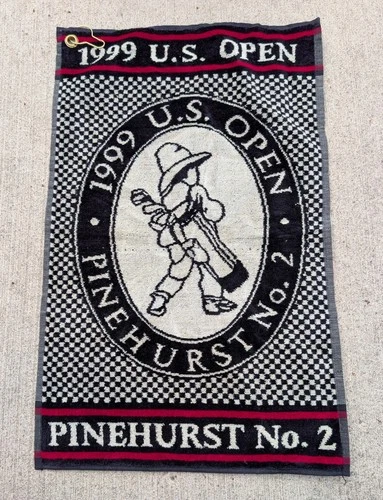 1999 U.S. OPEN
1999 U.S. OPEN
• PINEHURST No. 2 •
PINEHURST No. 2